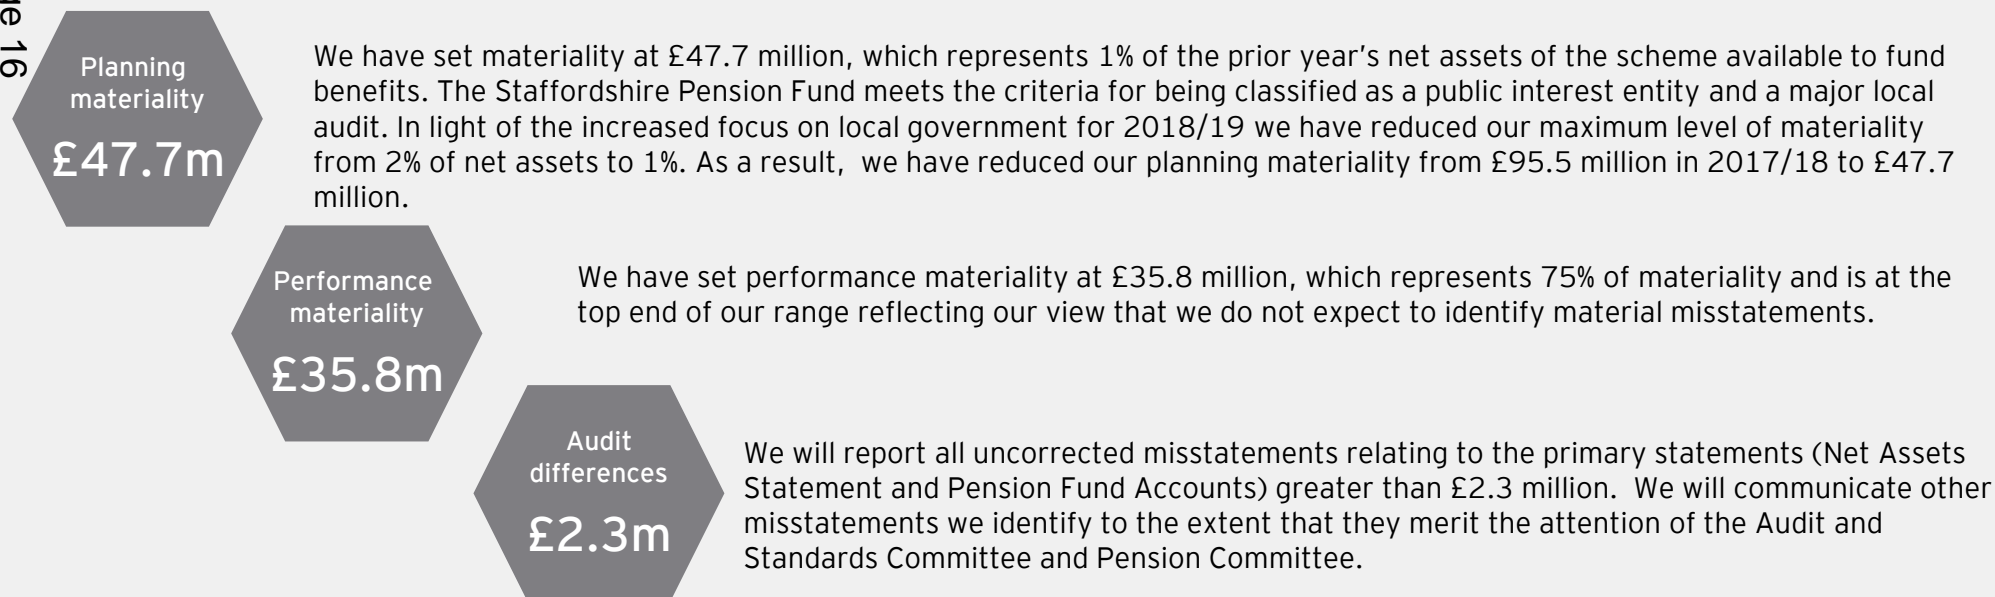 ge 16
Planning
materiality
£47.7m
We have set materiality at £47.7 million, which represents 1% of the prior year's net assets of the scheme available to fund
benefits. The Staffordshire Pension Fund meets the criteria for being classified as a public interest entity and a major local
audit. In light of the increased focus on local government for 2018/19 we have reduced our maximum level of materiality
from 2% of net assets to 1%. As a result,  we have reduced our planning materiality from £95.5 million in 2017/18 to £47.7
million.
Performance
materiality
£35.8m
We have set performance materiality at £35.8 million, which represents 75% of materiality and is at the
top end of our range reflecting our view that we do not expect to identify material misstatements.
Audit
differences
£2.3m
We will report all uncorrected misstatements relating to the primary statements (Net Assets
Statement and Pension Fund Accounts) greater than £2.3 million.  We will communicate other
misstatements we identify to the extent that they merit the attention of the Audit and
Standards Committee and Pension Committee.